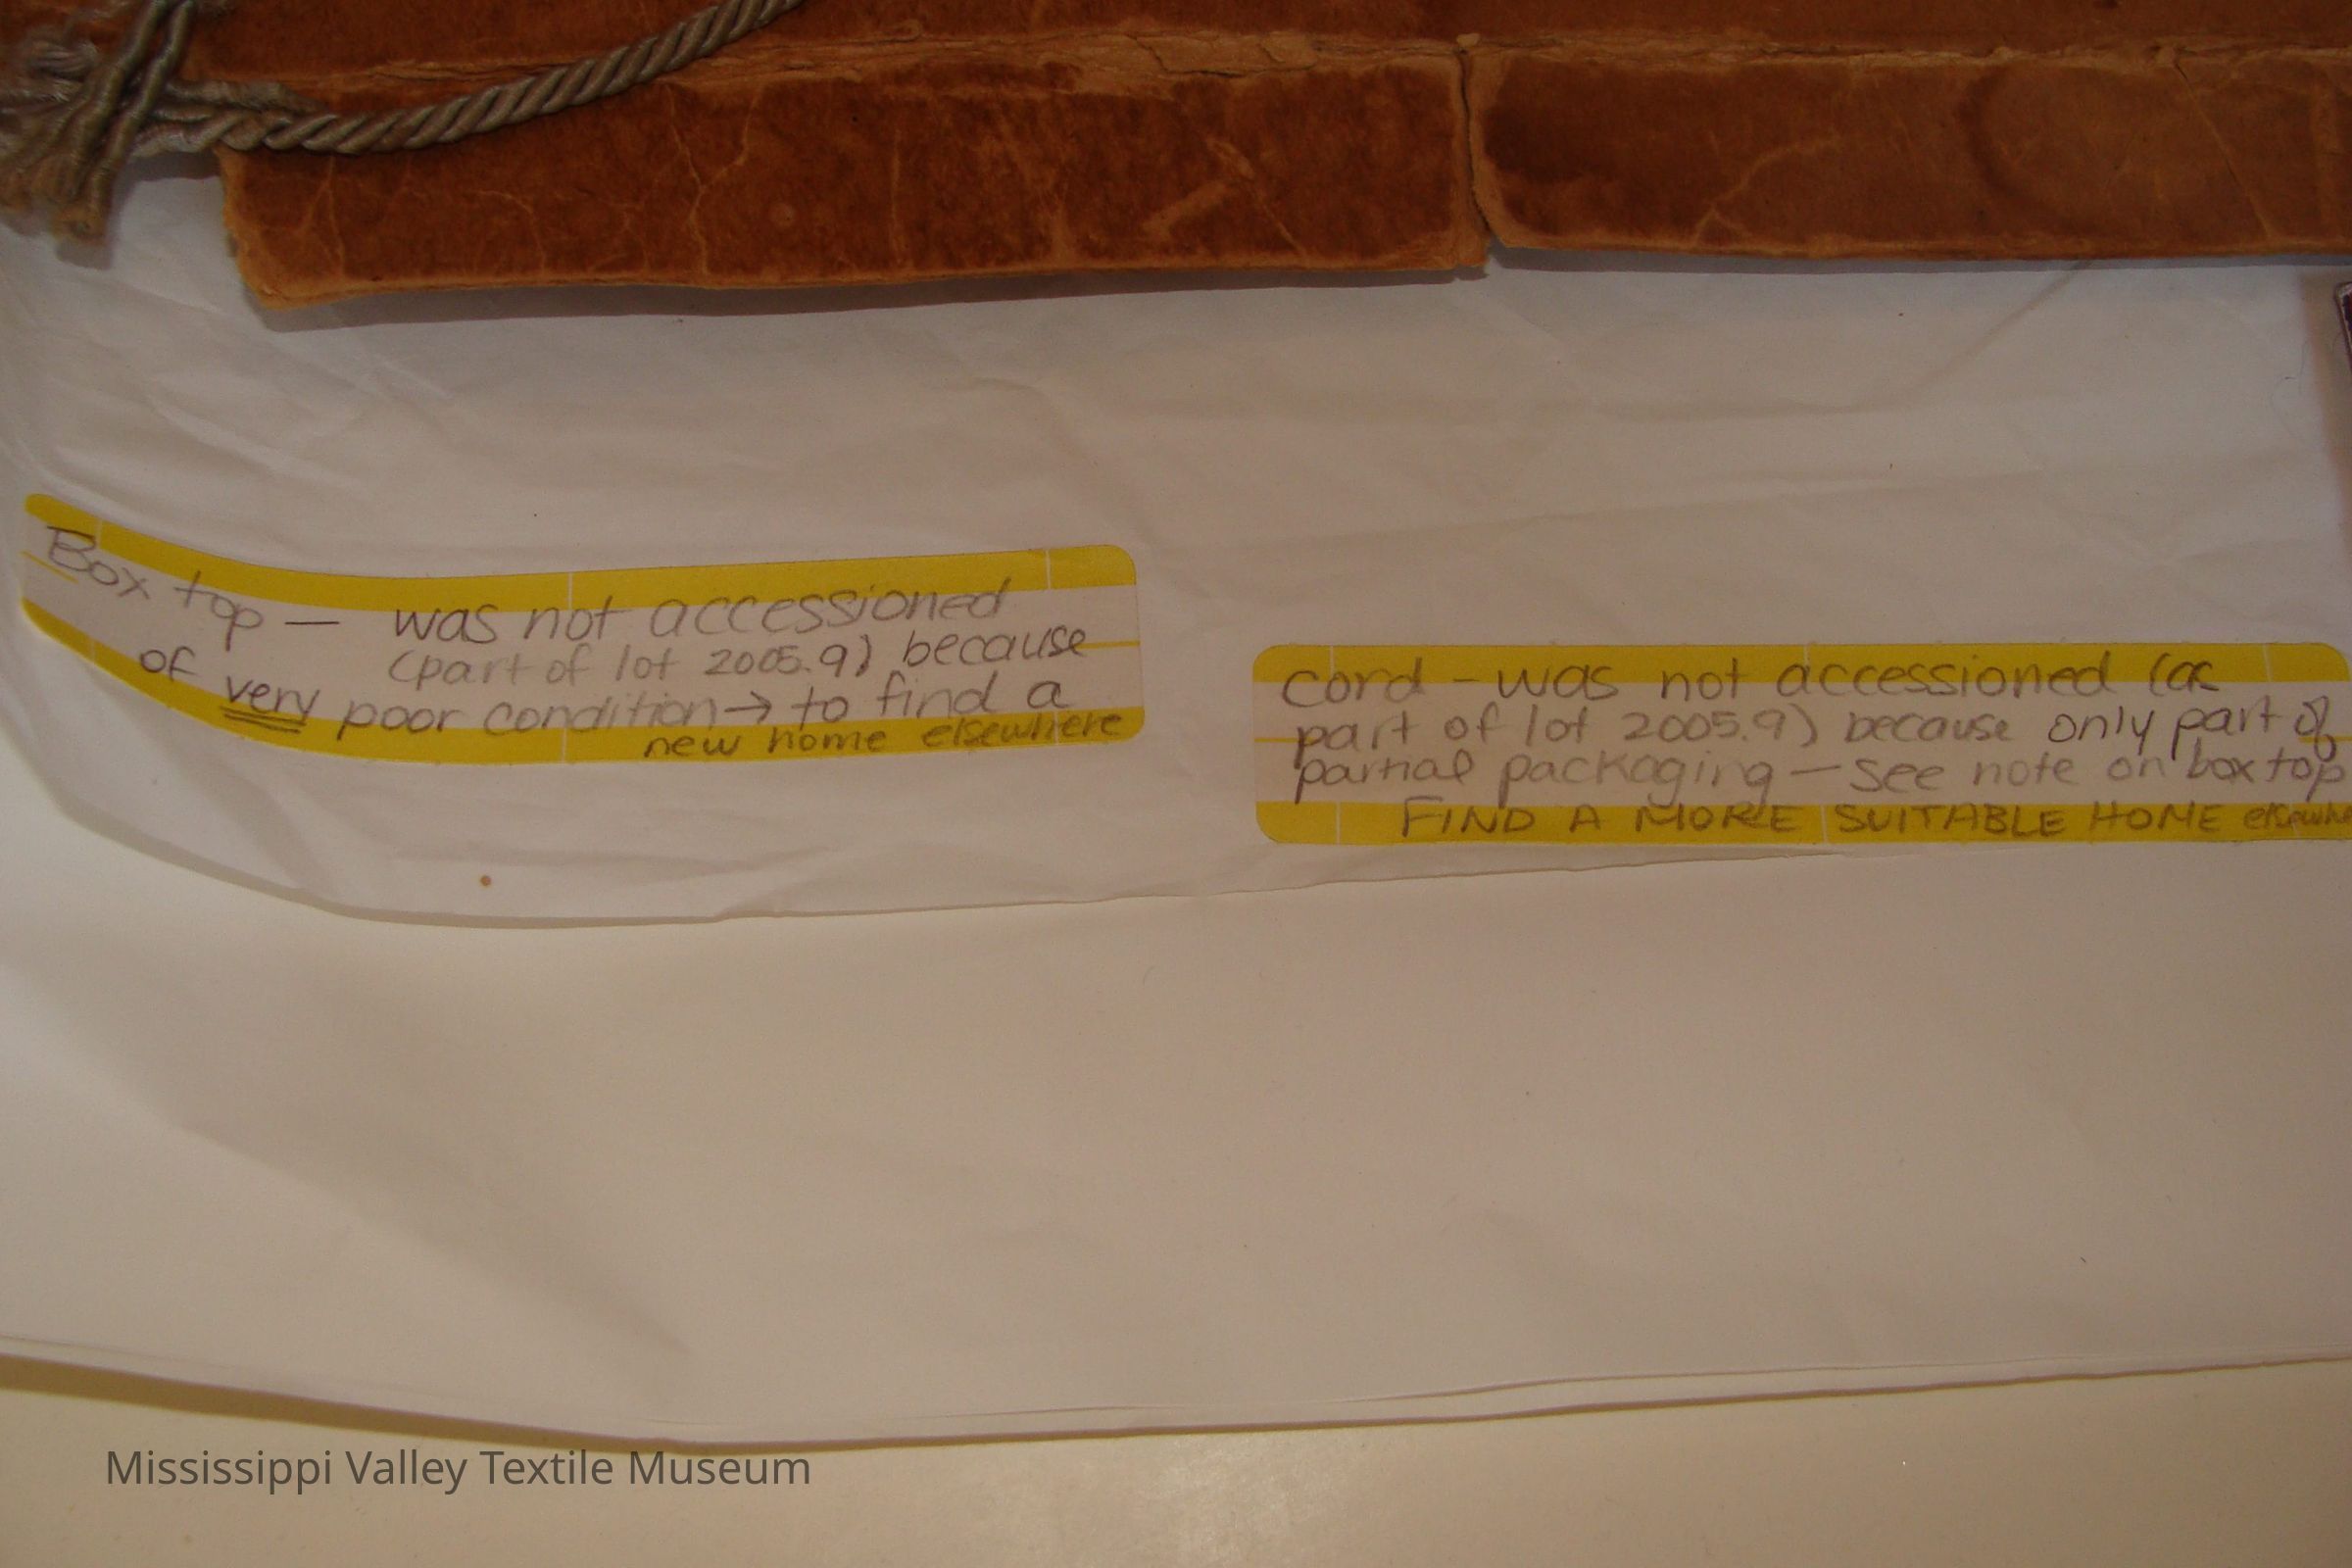 Box top — was not accessioned
(part of lot 2005.9) because
of very poor condition → to find a
new home elsewhere
cord - was not accessioned (as
part of lot 2005.9) because only part of
partial packaging — see note on box top
FIND A MORE SUITABLE HOME elsewhe
Mississippi Valley Textile Museum